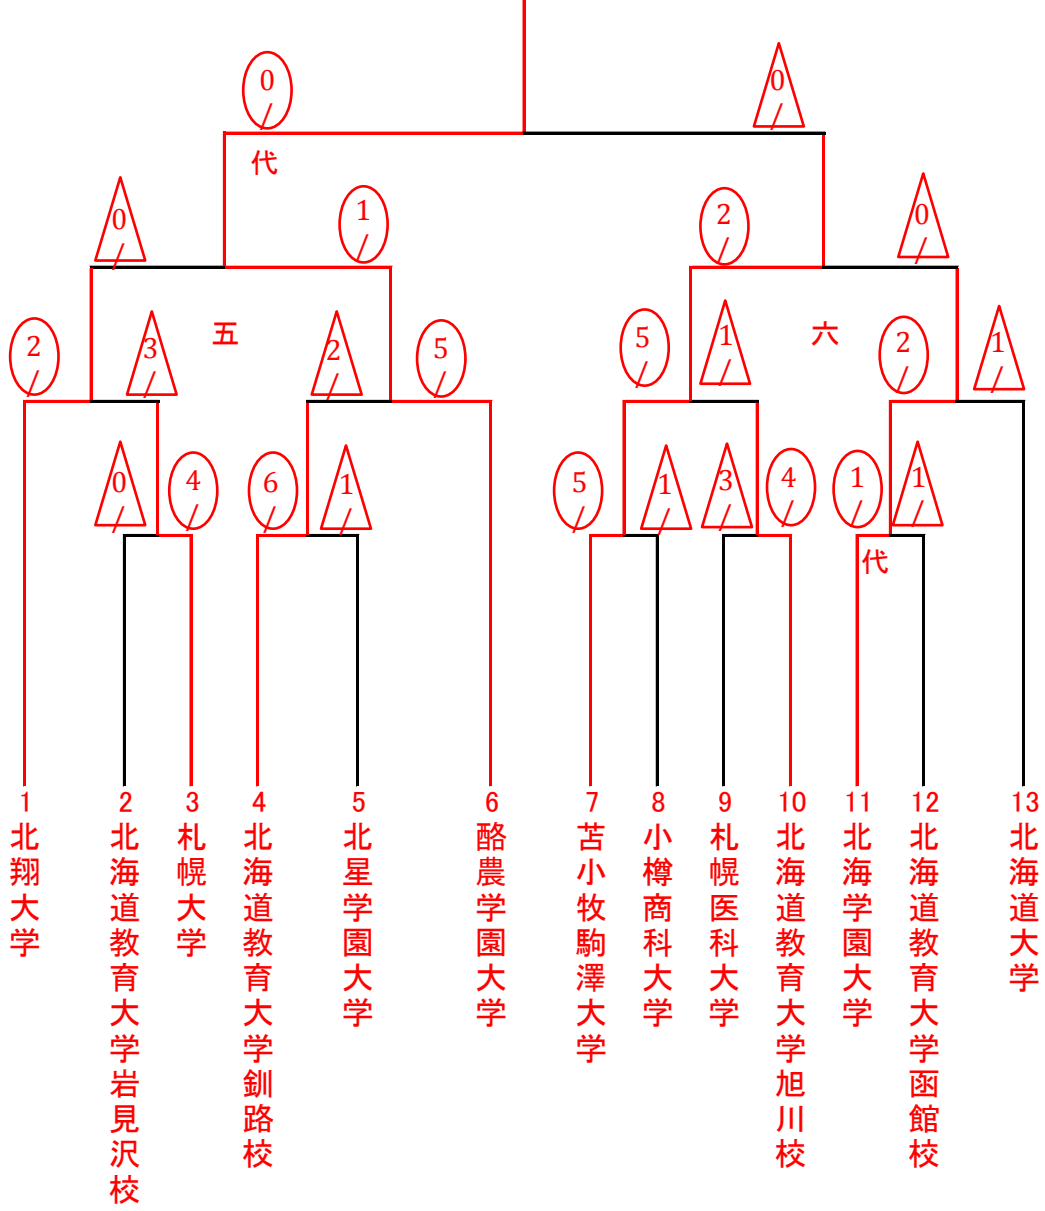 0
0
代
0
1
2
0
2
3
五
2
5
5
1
六
2
1
0
4
6
1
5
1
3
4
1
1
代
1
北翔大学
2
北海道教育大学岩見沢校
3
札幌大学
4
北海道教育大学釧路校
5
北星学園大学
6
酪農学園大学
7
苫小牧駒澤大学
8
小樽商科大学
9
札幌医科大学
10
北海道教育大学旭川校
11
北海学園大学
12
北海道教育大学函館校
13
北海道大学